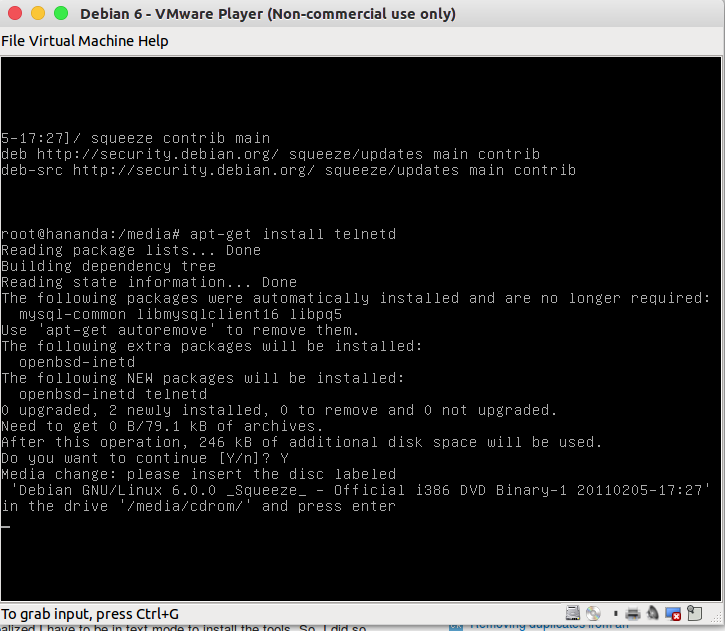 Debian 6 - VMware Player (Non-commercial use only)
File Virtual Machine Help
5-17:27]/ squeeze contrib main
deb http://security.debian.org/ squeeze/updates main contrib
deb-src http://security.debian.org/ squeeze/updates main contrib
root@hananda:/media# apt-get install telnetd
Reading package lists... Done
Building dependency tree
Reading state information... Done
The following packages were automatically installed and are no longer required:
  mysql-common libmysqlclient16 libpq5
Use 'apt-get autoremove' to remove them.
The following extra packages will be installed:
  openbsd-inetd
The following NEW packages will be installed:
  openbsd-inetd telnetd
0 upgraded, 2 newly installed, 0 to remove and 0 not upgraded.
Need to get 0 B/79.1 kB of archives.
After this operation, 246 kB of additional disk space will be used.
Do you want to continue [Y/n]? Y
Media change: please insert the disc labeled
 'Debian GNU/Linux 6.0.0 _Squeeze_ - Official i386 DVD Binary-1 20110205-17:27'
in the drive '/media/cdrom/' and press enter
To grab input, press Ctrl+G
alized I have to be in text mode to install the tools. So, I did so
Removing duplicates from an